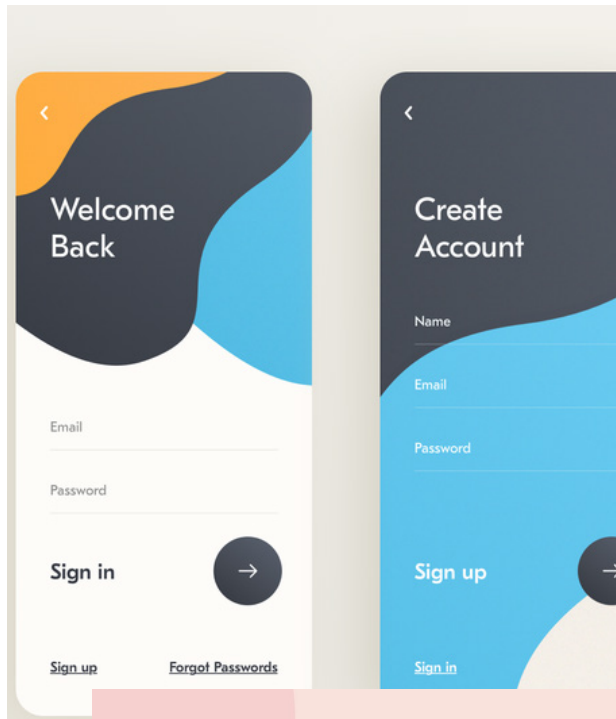 Welcome
Back
Email
Password
Sign in
Sign up
Forgot Passwords
Create
Account
Name
Email
Password
Sign up
Sign in